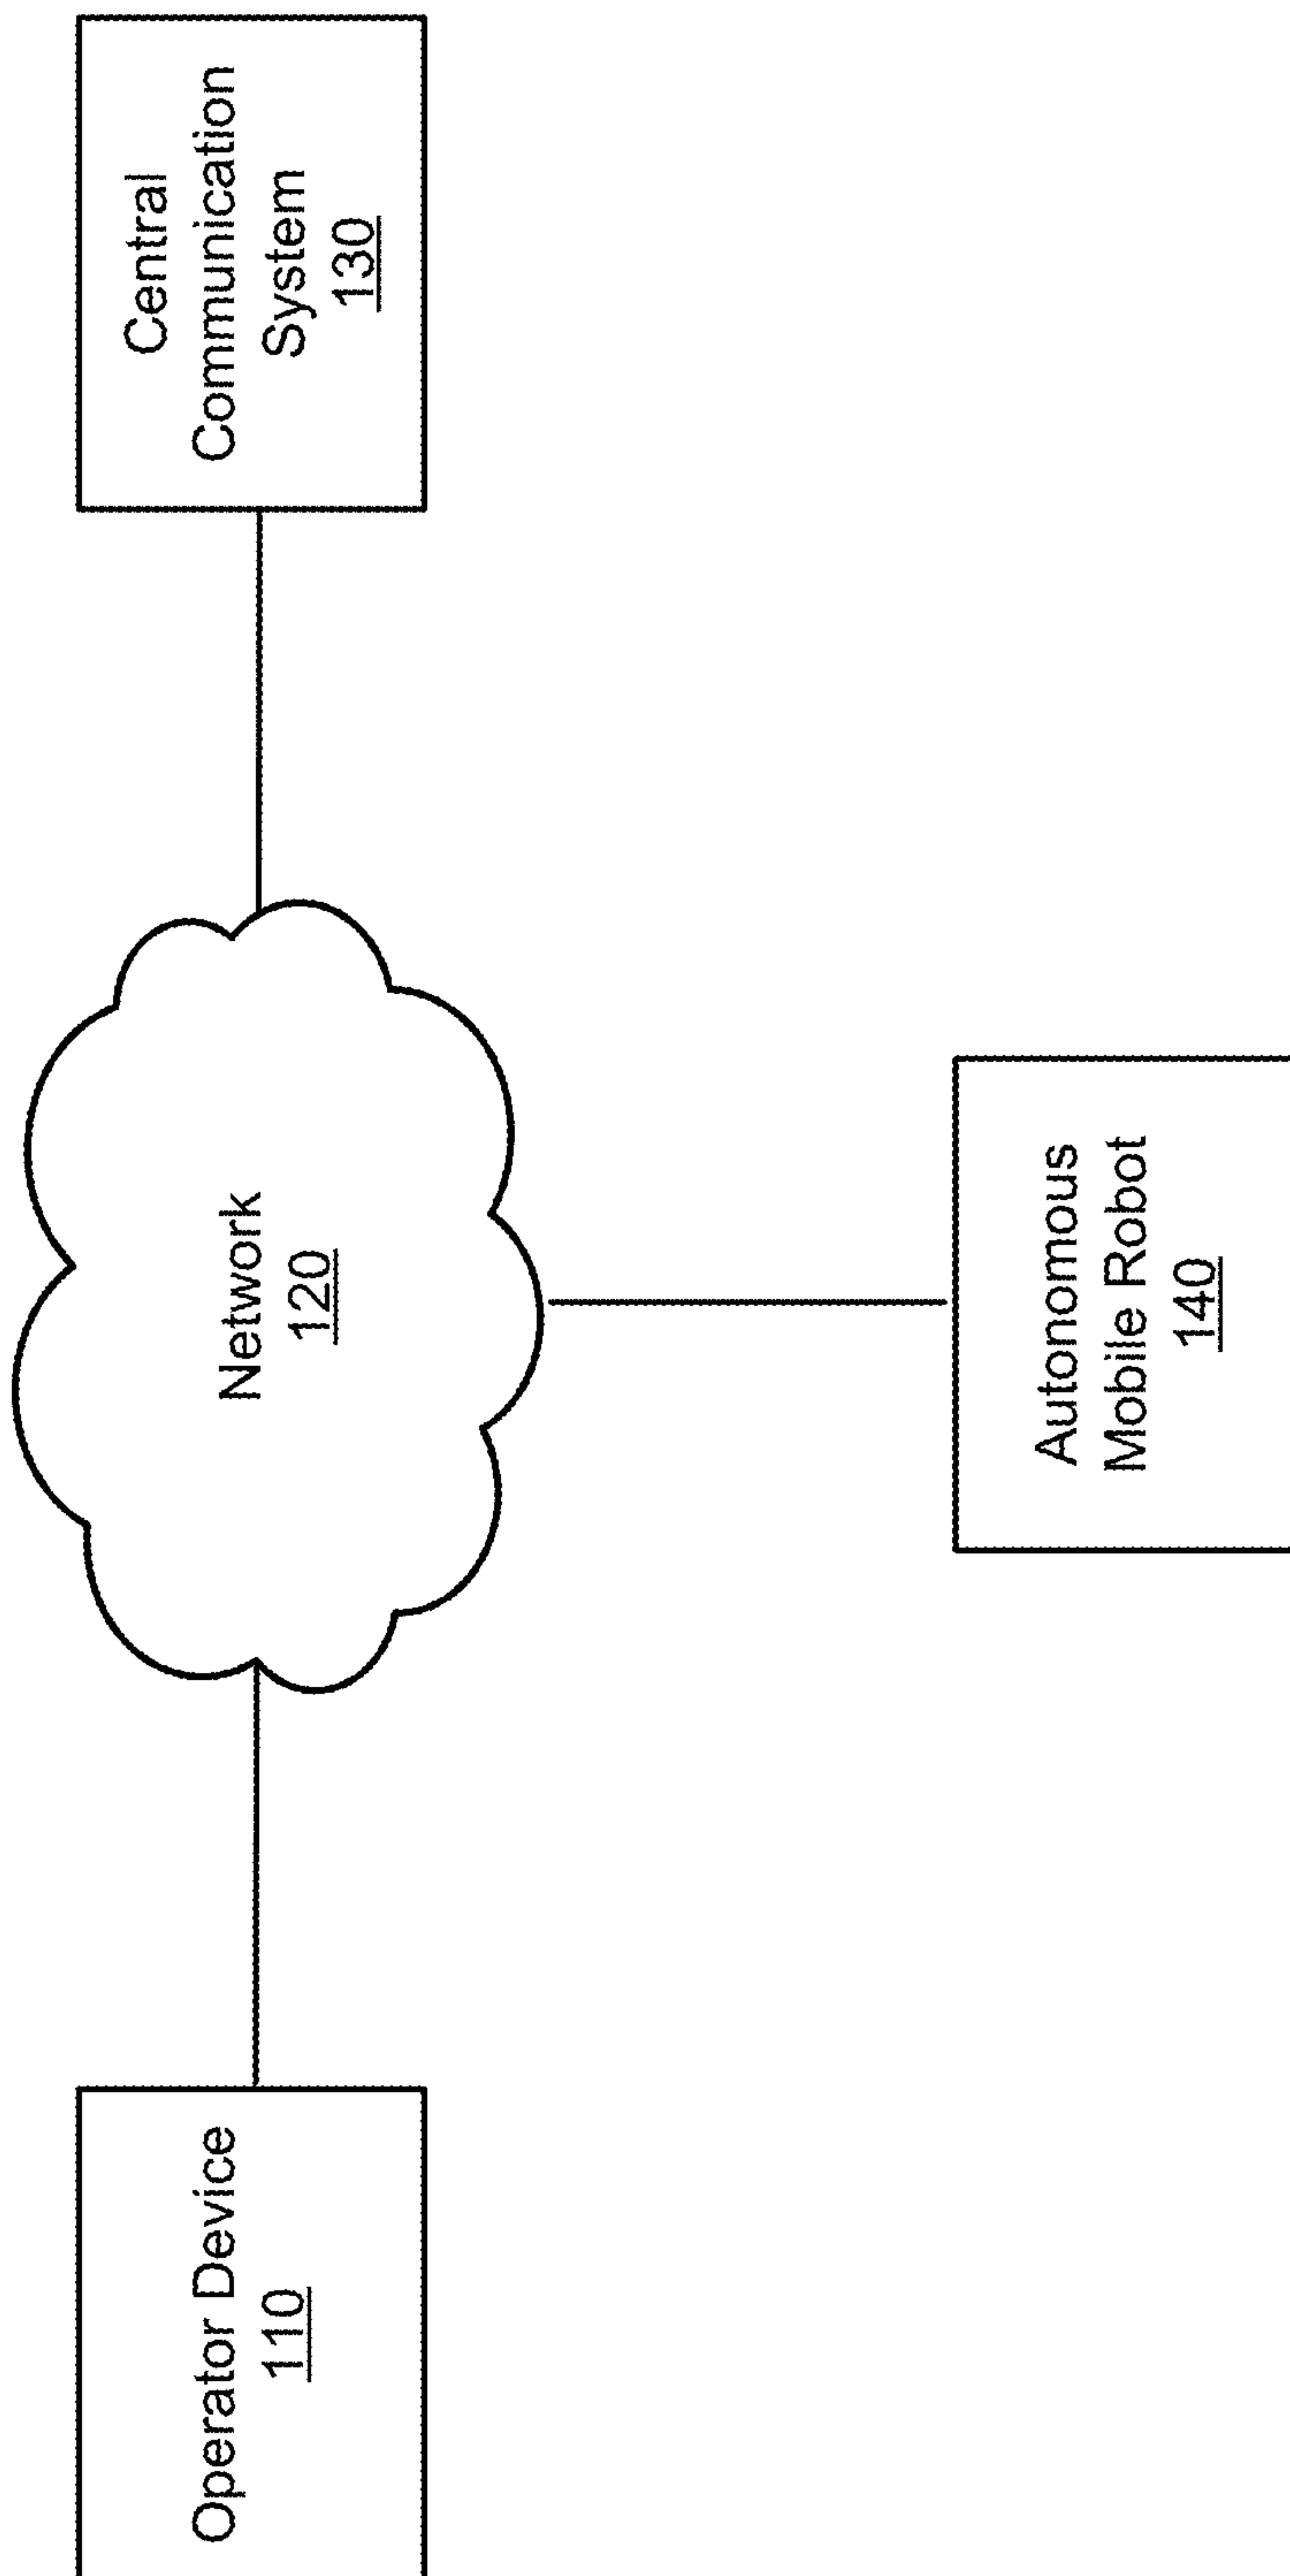 Operator Device
110
Network
120
Central
Communication
System
130
Autonomous
Mobile Robot
140